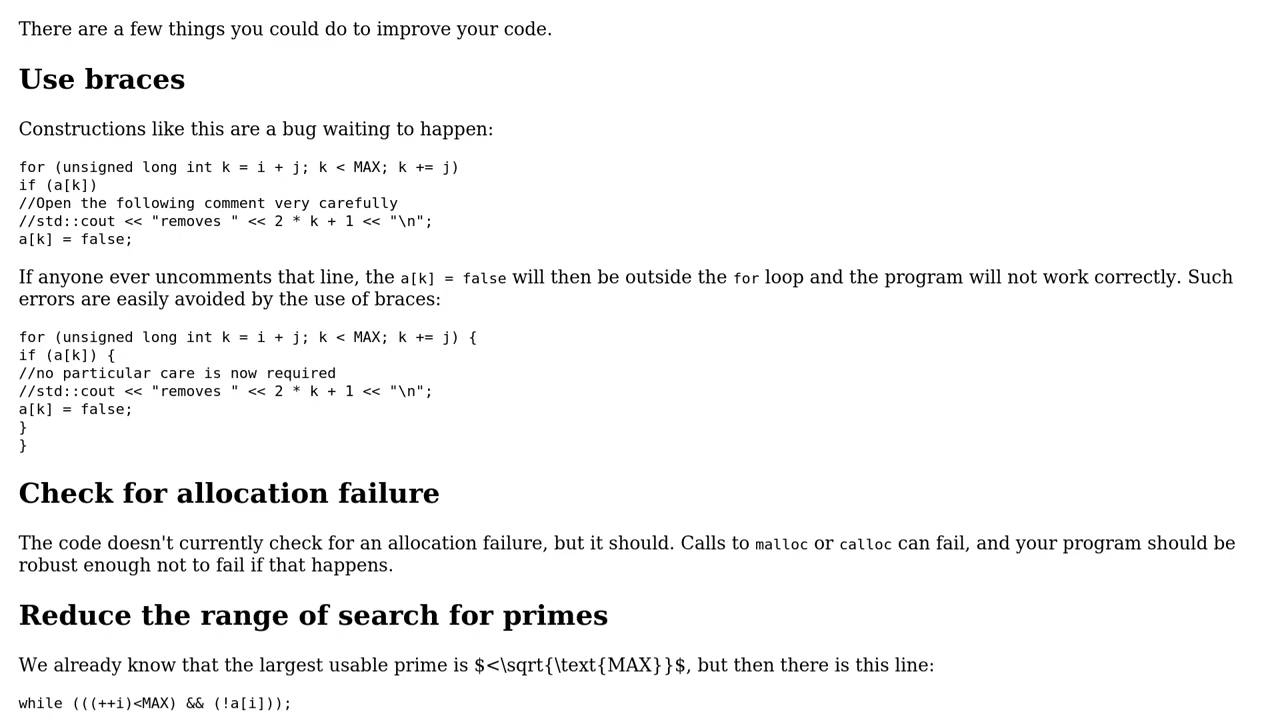 There are a few things you could do to improve your code.
Use braces
Constructions like this are a bug waiting to happen:
for (unsigned long int k = i + j; k < MAX; k += j)
if (a[k])
//Open the following comment very carefully
//std::cout << "removes " << 2 * k + 1 << "\n";
a[k] = false;
If anyone ever uncomments that line, the a[k] = false will then be outside the for loop and the program will not work correctly. Such
errors are easily avoided by the use of braces:
for (unsigned long int k = i + j; k < MAX; k += j) {
if (a[k]) {
//no particular care is now required
//std::cout << "removes " << 2 * k + 1 << "\n";
a[k] = false;
}
}
Check for allocation failure
The code doesn't currently check for an allocation failure, but it should. Calls to malloc or calloc can fail, and your program should be
robust enough not to fail if that happens.
Reduce the range of search for primes
We already know that the largest usable prime is $<\sqrt{\text{MAX}}$, but then there is this line:
while (((++i)<MAX) && (!a[i]));